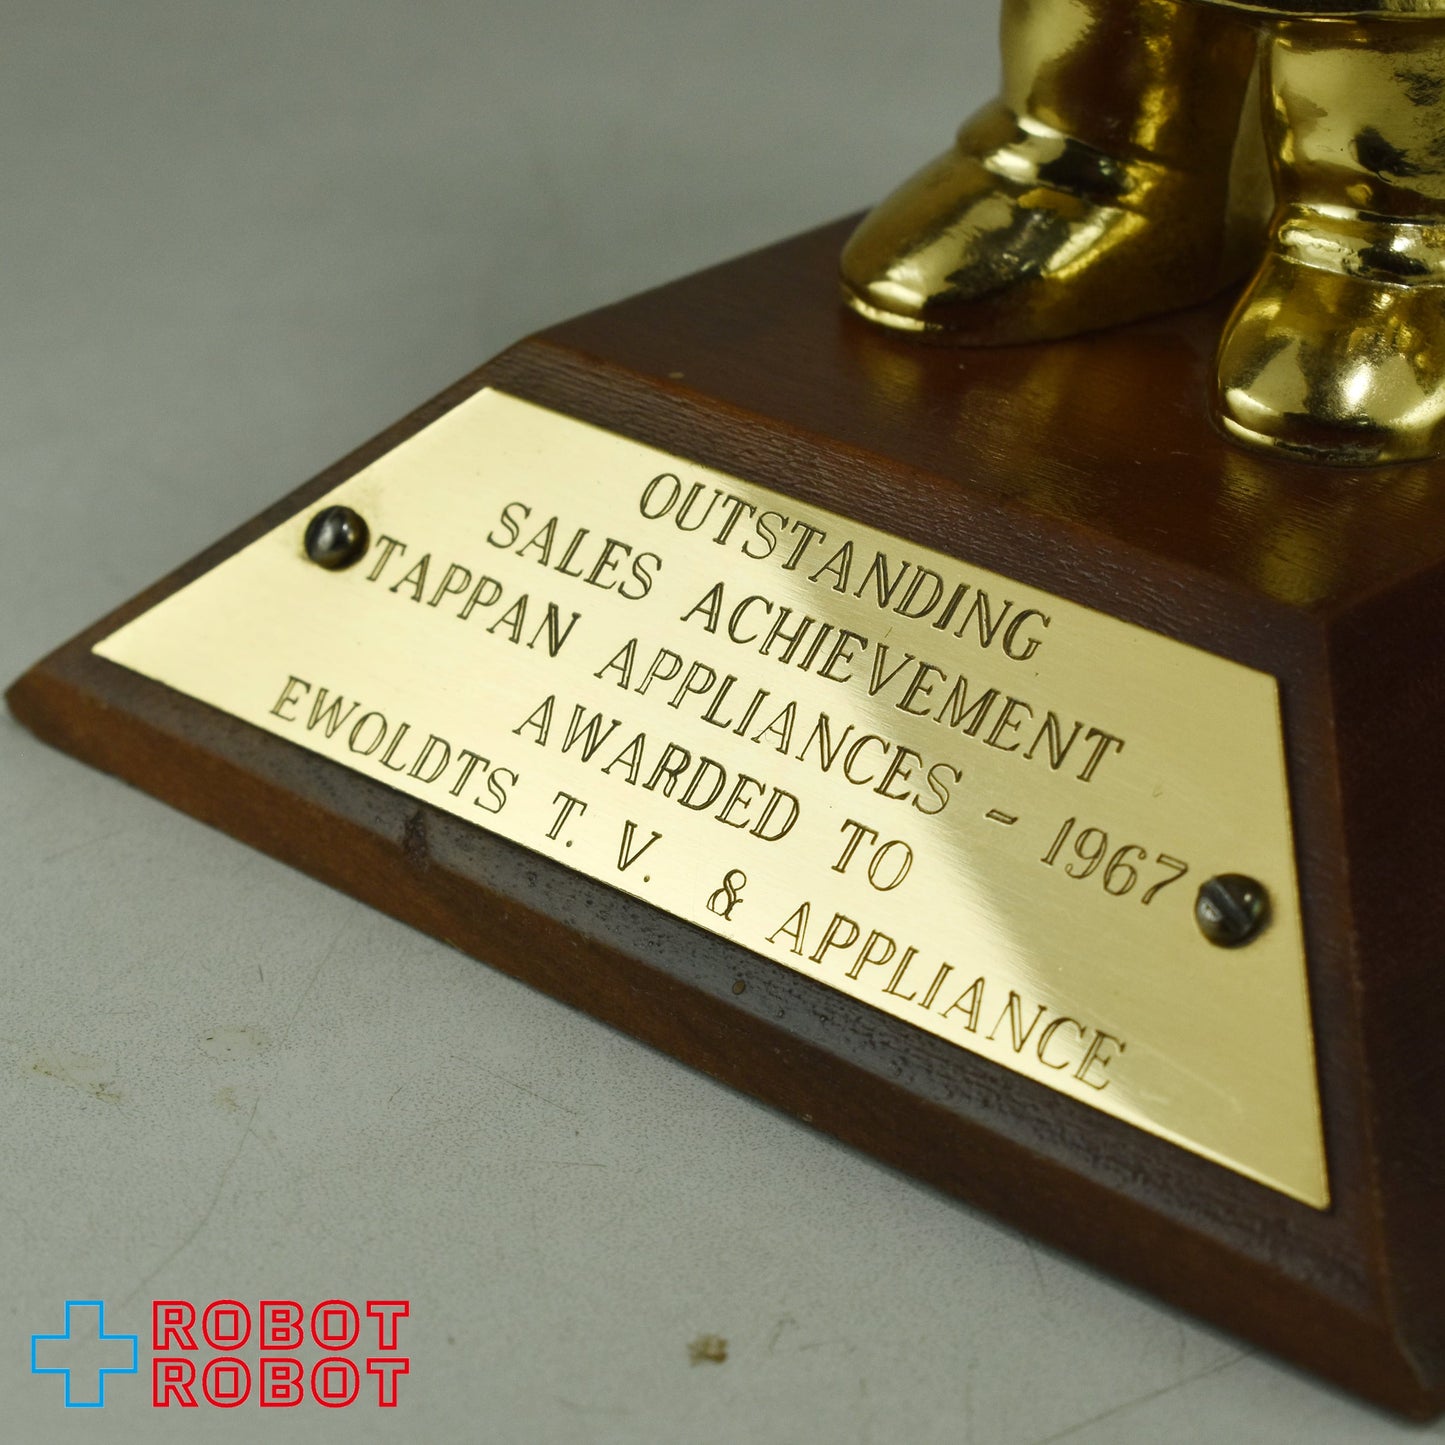 OUTSTANDING
SALES ACHIEVEMENT
TAPPAN APPLIANCES - 1967
AWARDED TO
EWOLDTS T. V. & APPLIANCE
ROBOT
ROBOT